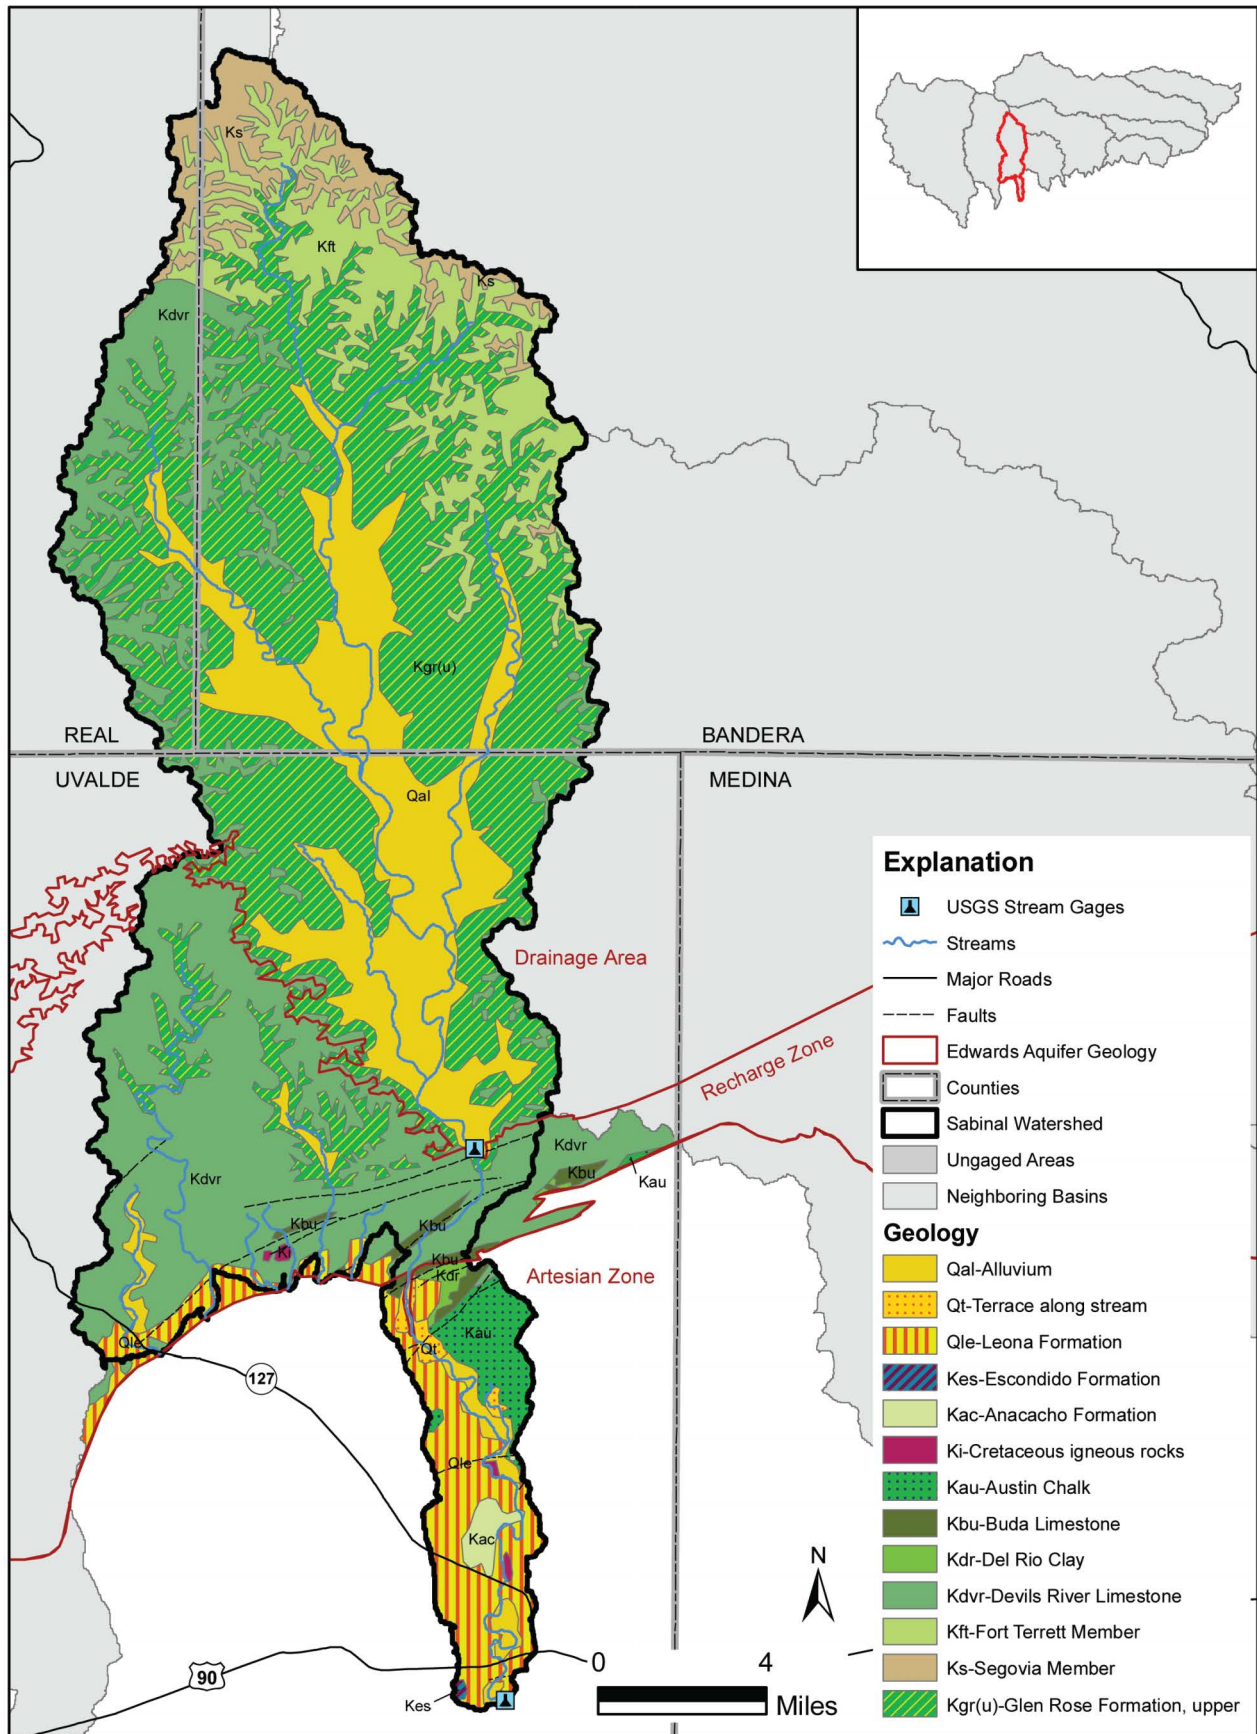 Ks
Kft
Ks
Kdvr
Kgr(u)
REAL
BANDERA
UVALDE
MEDINA
Qal
Drainage Area
Recharge Zone
Kdvr
Kbu
Kau
Kdvr
Kbu
Kbu
Ki
Kbu
Kdr
Artesian Zone
Qle
Kau
Qt
127
Qle
Kac
90
Kes
N
0 4
Miles
Explanation
USGS Stream Gages
Streams
Major Roads
Faults
Edwards Aquifer Geology
Counties
Sabinal Watershed
Ungaged Areas
Neighboring Basins
Geology
Qal-Alluvium
Qt-Terrace along stream
Qle-Leona Formation
Kes-Escondido Formation
Kac-Anacacho Formation
Ki-Cretaceous igneous rocks
Kau-Austin Chalk
Kbu-Buda Limestone
Kdr-Del Rio Clay
Kdvr-Devils River Limestone
Kft-Fort Terrett Member
Ks-Segovia Member
Kgr(u)-Glen Rose Formation, upper